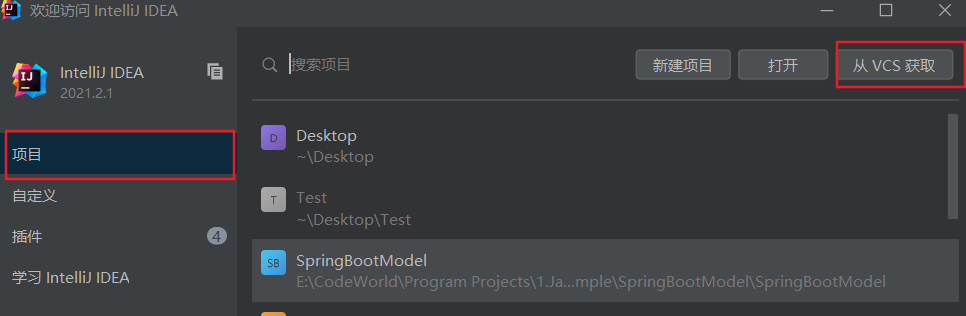 欢迎访问 IntelliJ IDEA
IJ
IntelliJ IDEA
2021.2.1
项目
自定义
插件
4
学习 IntelliJ IDEA
搜索项目
新建项目
打开
从 VCS 获取
D
Desktop
~\Desktop
T
Test
~\Desktop\Test
SB
SpringBootModel
E:\CodeWorld\Program Projects\1.Ja...mple\SpringBootModel\SpringBootModel